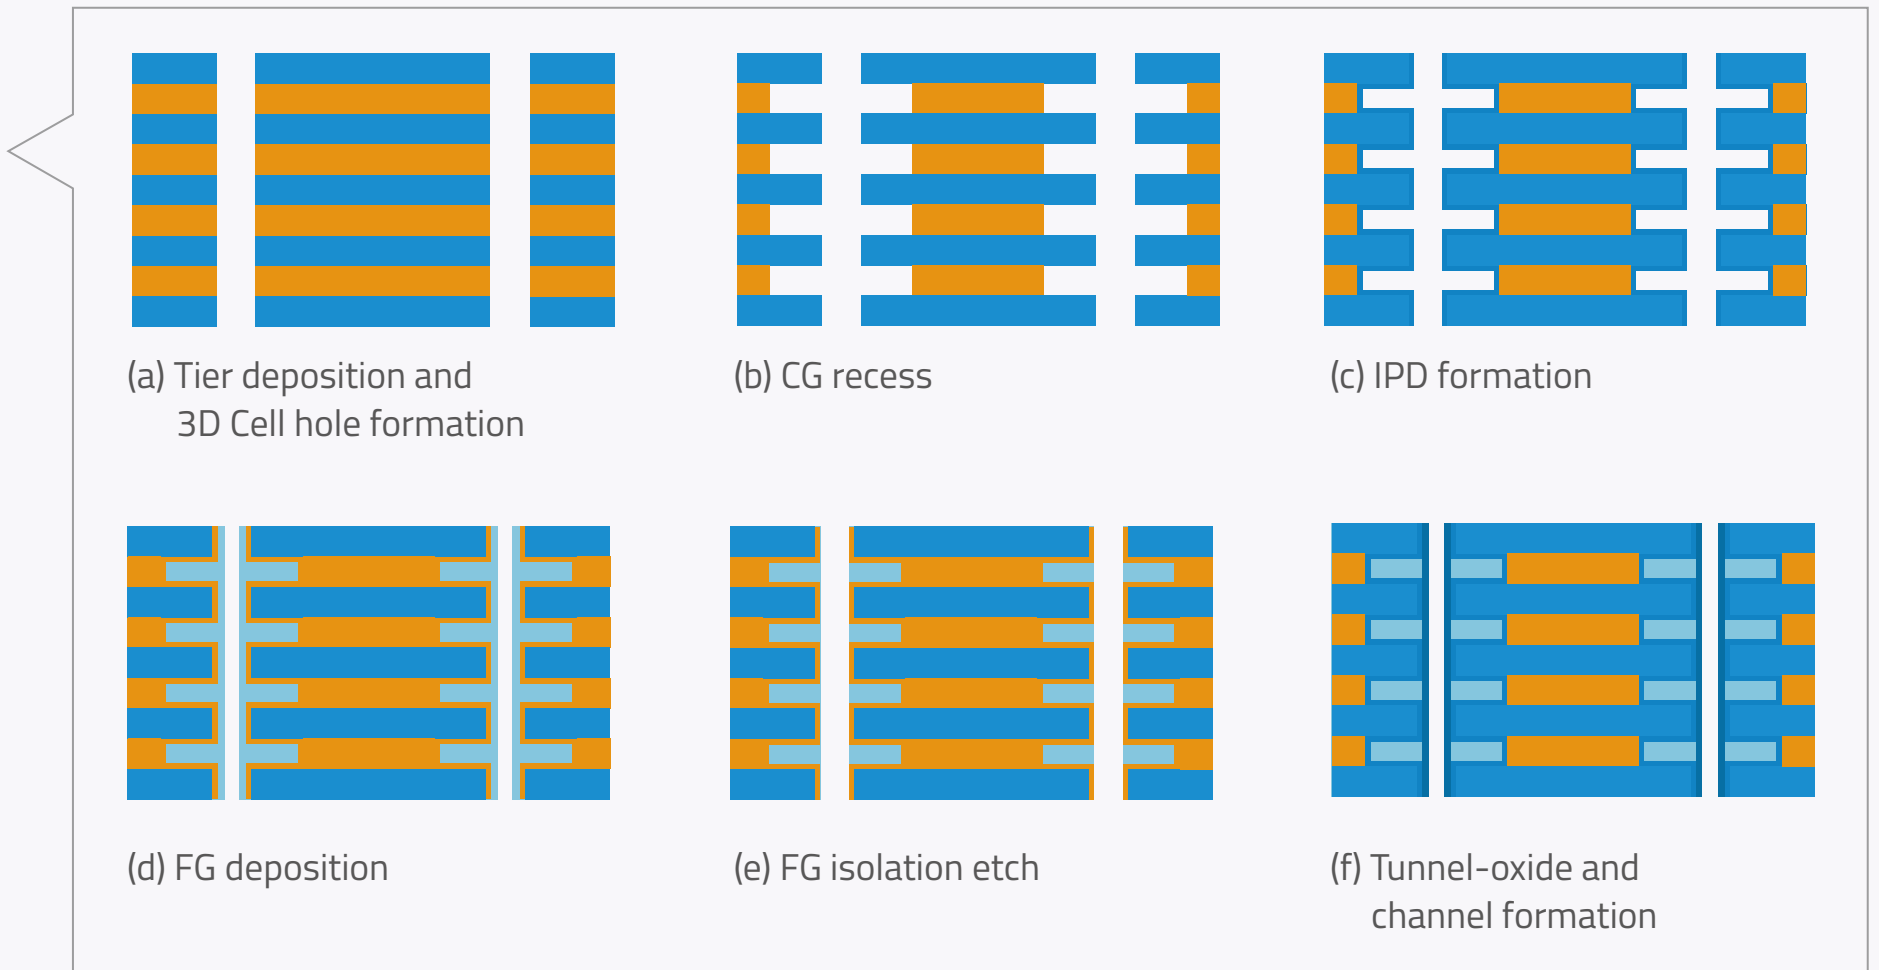 (a) Tier deposition and
3D Cell hole formation
(b) CG recess
(c) IPD formation
(d) FG deposition
(e) FG isolation etch
(f) Tunnel-oxide and
channel formation